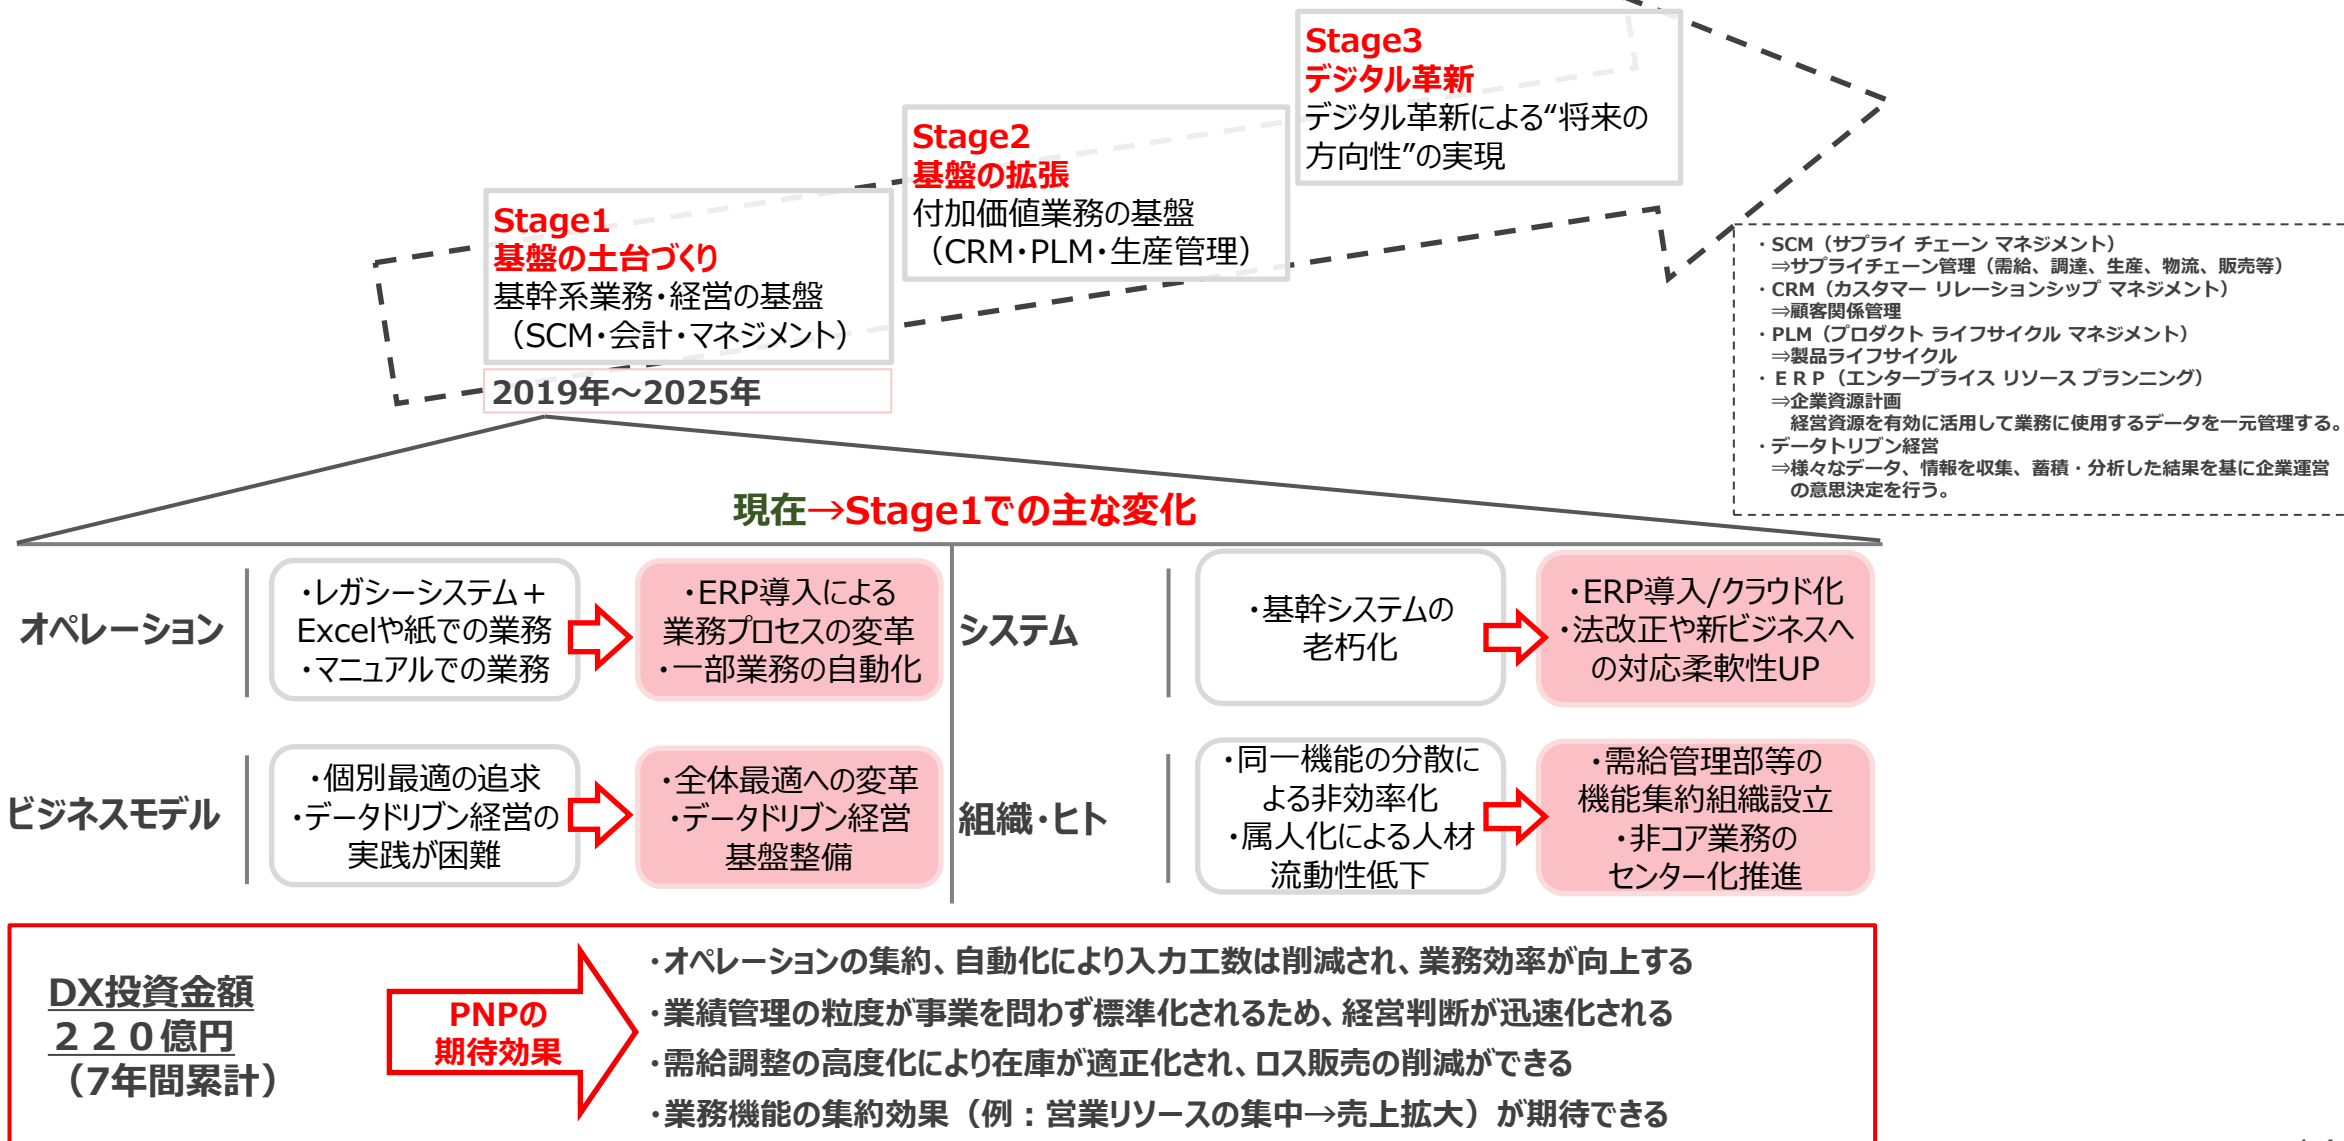 Stage3
デジタル革新
デジタル革新による“将来の
方向性”の実現
Stage2
基盤の拡張
付加価値業務の基盤
（CRM・PLM・生産管理）
Stage1
基盤の土台づくり
基幹系業務・経営の基盤
（SCM・会計・マネジメント）
2019年～2025年
・SCM（サプライ チェーン マネジメント）
⇒サプライチェーン管理（需給、調達、生産、物流、販売等）
・CRM（カスタマー リレーションシップ マネジメント）
⇒顧客関係管理
・PLM（プロダクト ライフサイクル マネジメント）
⇒製品ライフサイクル
・ＥＲＰ（エンタープライス リソース プランニング）
⇒企業資源計画
経営資源を有効に活用して業務に使用するデータを一元管理する。
・データトリブン経営
⇒様々なデータ、情報を収集、蓄積・分析した結果を基に企業運営
の意思決定を行う。
現在→Stage1での主な変化
オペレーション
・レガシーシステム＋
Excelや紙での業務
・マニュアルでの業務
・ERP導入による
業務プロセスの変革
・一部業務の自動化
システム
・基幹システムの
老朽化
・ERP導入/クラウド化
・法改正や新ビジネスへ
の対応柔軟性UP
ビジネスモデル
・個別最適の追求
・データドリブン経営の
実践が困難
・全体最適への変革
・データドリブン経営
基盤整備
組織・ヒト
・同一機能の分散に
よる非効率化
・属人化による人材
流動性低下
・需給管理部等の
機能集約組織設立
・非コア業務の
センター化推進
DX投資金額
２２０億円
（7年間累計）
PNPの
期待効果
・オペレーションの集約、自動化により入力工数は削減され、業務効率が向上する
・業績管理の粒度が事業を問わず標準化されるため、経営判断が迅速化される
・需給調整の高度化により在庫が適正化され、ロス販売の削減ができる
・業務機能の集約効果（例：営業リソースの集中→売上拡大）が期待できる